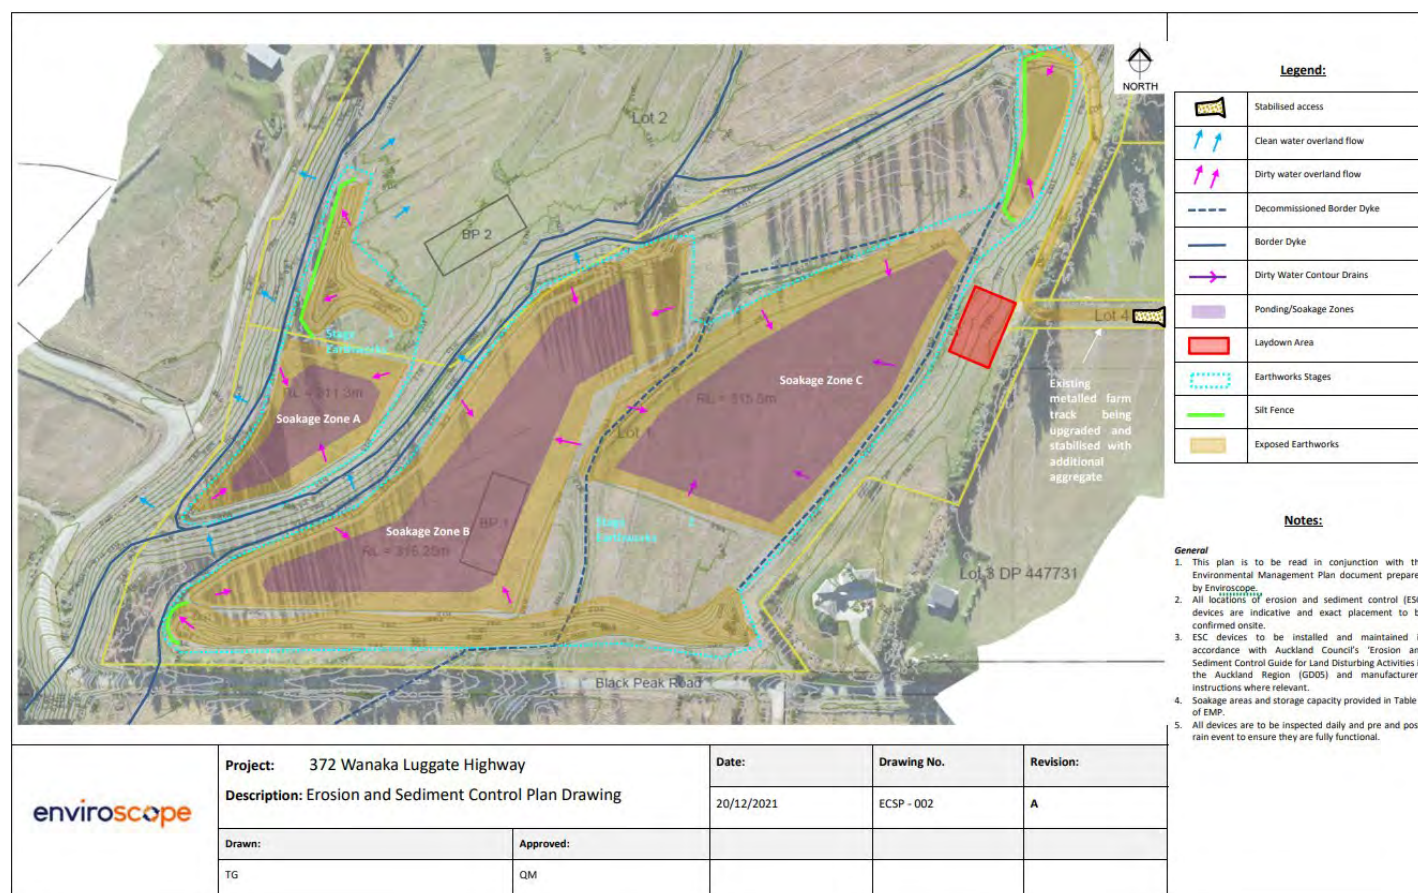 NORTH
Lot 2
BP 2
Stage 1
Earthworks
RL = 311.3m
Soakage Zone A
Soakage Zone C
RL = 315.5m
Lot 1
Lot 4
Existing
metalled farm
track being
upgraded and
stabilised with
additional
aggregate
BP 1
Soakage Zone B
RL = 316.25m
Stage 2
Earthworks
Lot 3 DP 447731
Black Peak Road
Legend:
Stabilised access
Clean water overland flow
Dirty water overland flow
Decommissioned Border Dyke
Border Dyke
Dirty Water Contour Drains
Ponding/Soakage Zones
Laydown Area
Earthworks Stages
Silt Fence
Exposed Earthworks
Notes:
General
1. This plan is to be read in conjunction with th
Environmental Management Plan document prepare
by Enviroscope.
2. All locations of erosion and sediment control (ESC
devices are indicative and exact placement to b
confirmed onsite.
3. ESC devices to be installed and maintained i
accordance with Auckland Council's 'Erosion an
Sediment Control Guide for Land Disturbing Activities i
the Auckland Region (GD05) and manufacturer
instructions where relevant.
4. Soakage areas and storage capacity provided in Table
of EMP.
5. All devices are to be inspected daily and pre and pos
rain event to ensure they are fully functional.
enviroscope
Project: 372 Wanaka Luggate Highway
Description: Erosion and Sediment Control Plan Drawing
Date:
Drawing No.
Revision:
20/12/2021
ECSP - 002
A
Drawn:
Approved:
TG
QM